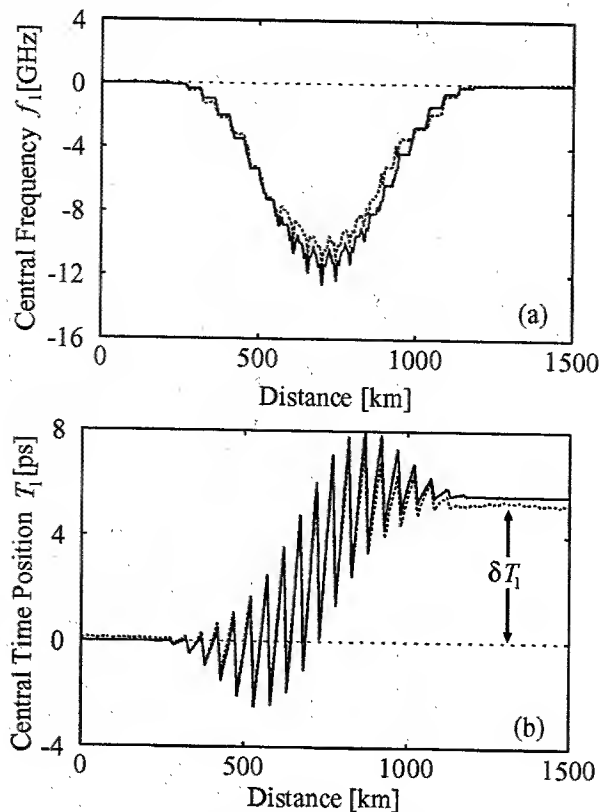 4
0
-4
-8
-12
-16
Central Frequency f₁[GHz]
(a)
0 500 1000 1500
Distance [km]
8
4
0
-4
Central Time Position T₁[ps]
δT₁
(b)
0 500 1000 1500
Distance [km]